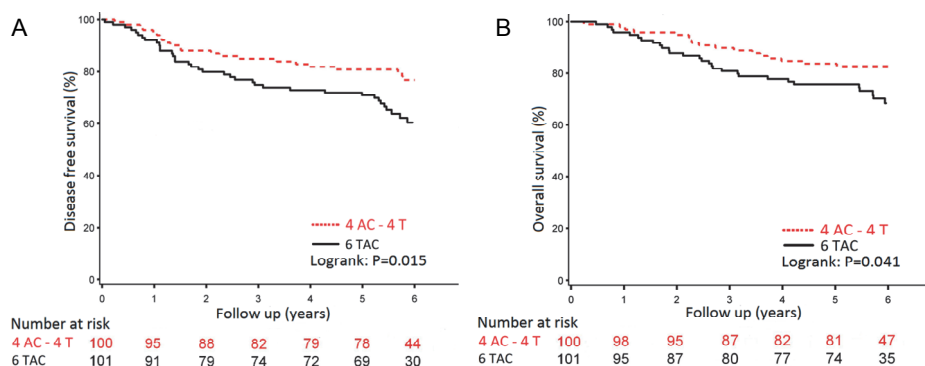 A
100
80
60
40
20
0
Disease free survival (%)
4 AC - 4 T
6 TAC
Logrank: P=0.015
0 1 2 3 4 5 6
Follow up (years)
Number at risk
4 AC - 4 T 100 95 88 82 79 78 44
6 TAC 101 91 79 74 72 69 30
B
100
80
60
40
20
0
Overall survival (%)
4 AC - 4 T
6 TAC
Logrank: P=0.041
0 1 2 3 4 5 6
Follow up (years)
Number at risk
4 AC - 4 T 100 98 95 87 82 81 47
6 TAC 101 95 87 80 77 74 35